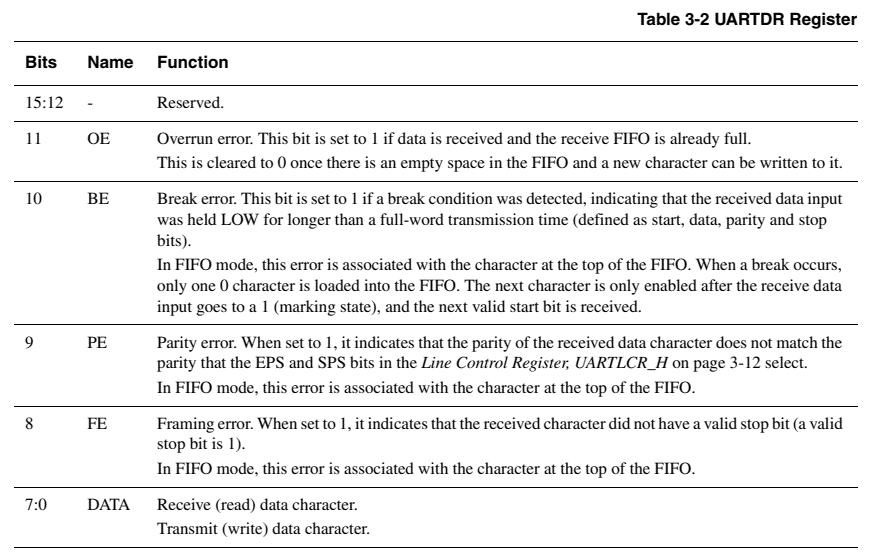 Table 3-2 UARTDR Register
Bits Name Function
15:12 - Reserved.
11 OE Overrun error. This bit is set to 1 if data is received and the receive FIFO is already full.
This is cleared to 0 once there is an empty space in the FIFO and a new character can be written to it.
10 BE Break error. This bit is set to 1 if a break condition was detected, indicating that the received data input
was held LOW for longer than a full-word transmission time (defined as start, data, parity and stop
bits).
In FIFO mode, this error is associated with the character at the top of the FIFO. When a break occurs,
only one 0 character is loaded into the FIFO. The next character is only enabled after the receive data
input goes to a 1 (marking state), and the next valid start bit is received.
9 PE Parity error. When set to 1, it indicates that the parity of the received data character does not match the
parity that the EPS and SPS bits in the Line Control Register, UARTLCR_H on page 3-12 select.
In FIFO mode, this error is associated with the character at the top of the FIFO.
8 FE Framing error. When set to 1, it indicates that the received character did not have a valid stop bit (a valid
stop bit is 1).
In FIFO mode, this error is associated with the character at the top of the FIFO.
7:0 DATA Receive (read) data character.
Transmit (write) data character.